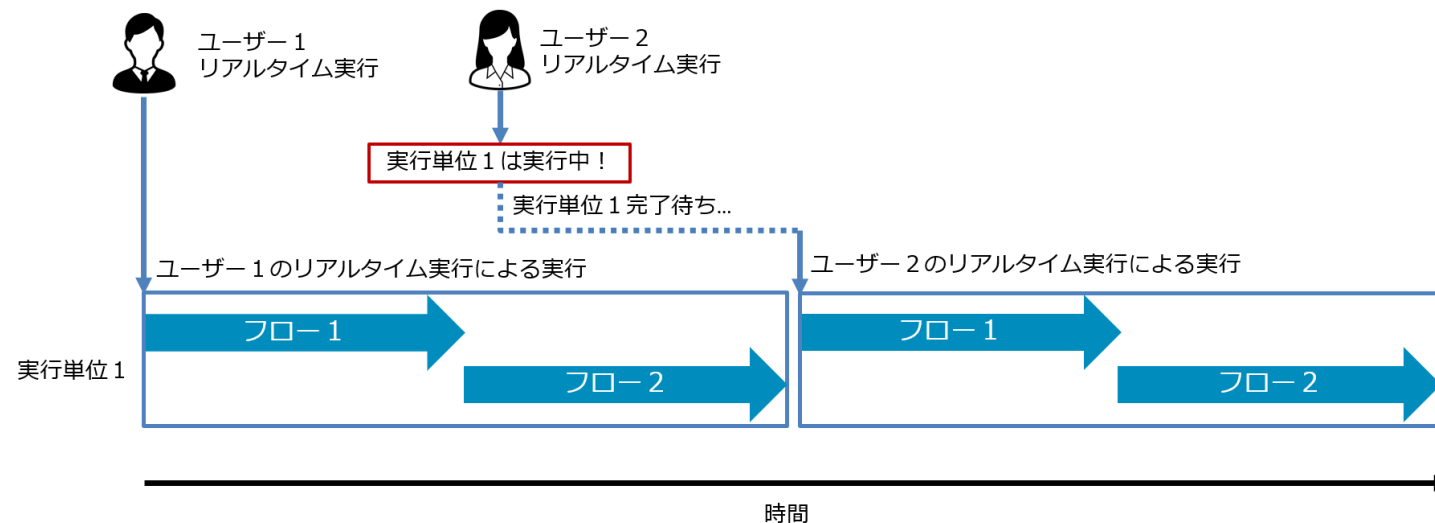 ユーザー１
リアルタイム実行
ユーザー２
リアルタイム実行
実行単位１は実行中！
実行単位１完了待ち...
ユーザー１のリアルタイム実行による実行
ユーザー２のリアルタイム実行による実行
フロー１
フロー１
実行単位１
フロー２
フロー２
時間